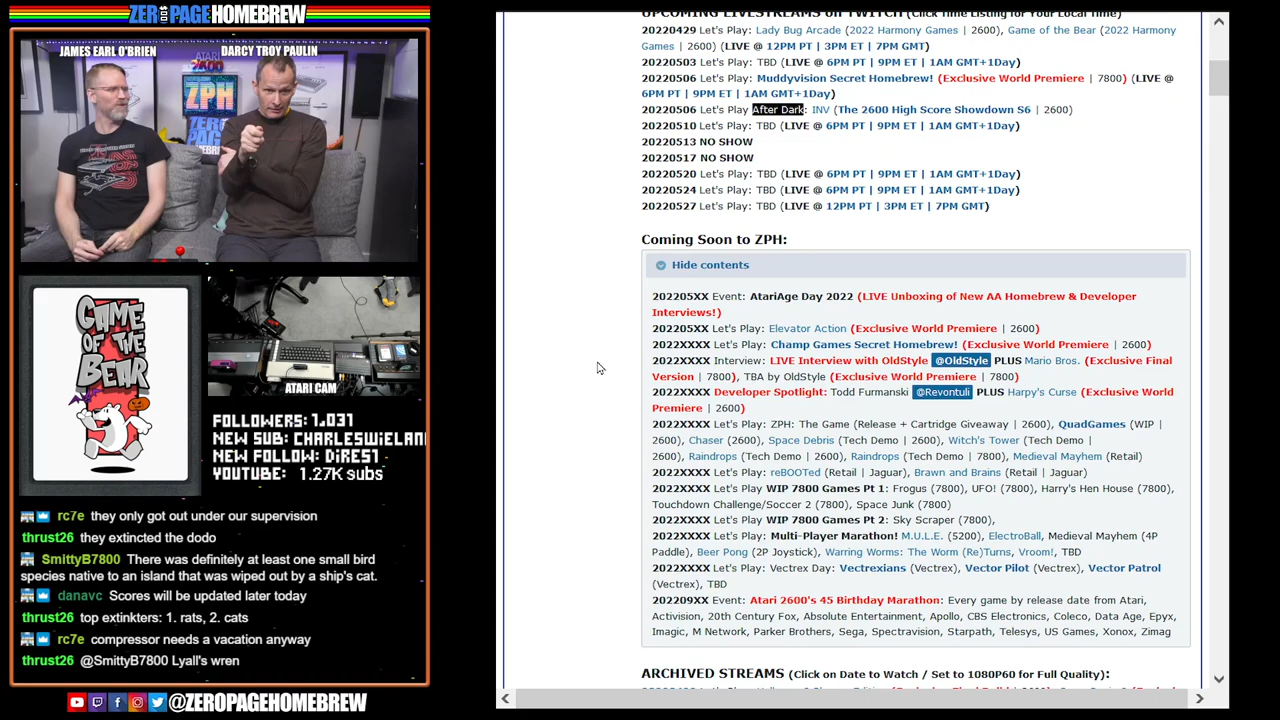 ZEROPAGEHOMEBREW
JAMES EARL O'BRIEN
DARCY TROY PAULIN
ATARI
ZPH
ZERO
PAGE
GAME
OF THE
BEAR
ATARI CAM
FOLLOWERS: 1,031
NEW SUB: CHARLESWIELAN
NEW FOLLOW: DIREST
YOUTUBE: 1.27K subs
rc7e they only got out under our supervision
thrust26 they extincted the dodo
SmittyB7800 There was definitely at least one small bird
species native to an island that was wiped out by a ship's cat.
danavc Scores will be updated later today
thrust26 top extinkters: 1. rats, 2. cats
rc7e compressor needs a vacation anyway
thrust26 @SmittyB7800 Lyall's wren
@ZEROPAGEHOMEBREW
UPCOMING LIVESTREAMS on TWITCH (Click Time Listing for Your Local Time)
20220429 Let's Play: Lady Bug Arcade (2022 Harmony Games | 2600), Game of the Bear (2022 Harmony
Games | 2600) (LIVE @ 12PM PT | 3PM ET | 7PM GMT)
20220503 Let's Play: TBD (LIVE @ 6PM PT | 9PM ET | 1AM GMT+1Day)
20220506 Let's Play: Muddyvision Secret Homebrew! (Exclusive World Premiere | 7800) (LIVE @
6PM PT | 9PM ET | 1AM GMT+1Day)
20220506 Let's Play After Dark: INV (The 2600 High Score Showdown S6 | 2600)
20220510 Let's Play: TBD (LIVE @ 6PM PT | 9PM ET | 1AM GMT+1Day)
20220513 NO SHOW
20220517 NO SHOW
20220520 Let's Play: TBD (LIVE @ 6PM PT | 9PM ET | 1AM GMT+1Day)
20220524 Let's Play: TBD (LIVE @ 6PM PT | 9PM ET | 1AM GMT+1Day)
20220527 Let's Play: TBD (LIVE @ 12PM PT | 3PM ET | 7PM GMT)
Coming Soon to ZPH:
Hide contents
202205XX Event: AtariAge Day 2022 (LIVE Unboxing of New AA Homebrew & Developer
Interviews!)
202205XX Let's Play: Elevator Action (Exclusive World Premiere | 2600)
2022XXXX Let's Play: Champ Games Secret Homebrew! (Exclusive World Premiere | 2600)
2022XXXX Interview: LIVE Interview with OldStyle @OldStyle PLUS Mario Bros. (Exclusive Final
Version | 7800), TBA by OldStyle (Exclusive World Premiere | 7800)
2022XXXX Developer Spotlight: Todd Furmanski @Revontuli PLUS Harpy's Curse (Exclusive World
Premiere | 2600)
2022XXXX Let's Play: ZPH: The Game (Release + Cartridge Giveaway | 2600), QuadGames (WIP |
2600), Chaser (2600), Space Debris (Tech Demo | 2600), Witch's Tower (Tech Demo |
2600), Raindrops (Tech Demo | 2600), Raindrops (Tech Demo | 7800), Medieval Mayhem (Retail)
2022XXXX Let's Play: reBOOTed (Retail | Jaguar), Brawn and Brains (Retail | Jaguar)
2022XXXX Let's Play WIP 7800 Games Pt 1: Frogus (7800), UFO! (7800), Harry's Hen House (7800),
Touchdown Challenge/Soccer 2 (7800), Space Junk (7800)
2022XXXX Let's Play WIP 7800 Games Pt 2: Sky Scraper (7800),
2022XXXX Let's Play: Multi-Player Marathon! M.U.L.E. (5200), ElectroBall, Medieval Mayhem (4P
Paddle), Beer Pong (2P Joystick), Warring Worms: The Worm (Re)Turns, Vroom!, TBD
2022XXXX Let's Play: Vectrex Day: Vectrexians (Vectrex), Vector Pilot (Vectrex), Vector Patrol
(Vectrex), TBD
202209XX Event: Atari 2600's 45 Birthday Marathon: Every game by release date from Atari,
Activision, 20th Century Fox, Absolute Entertainment, Apollo, CBS Electronics, Coleco, Data Age, Epyx,
Imagic, M Network, Parker Brothers, Sega, Spectravision, Starpath, Telesys, US Games, Xonox, Zimag
ARCHIVED STREAMS (Click on Date to Watch / Set to 1080P60 for Full Quality):